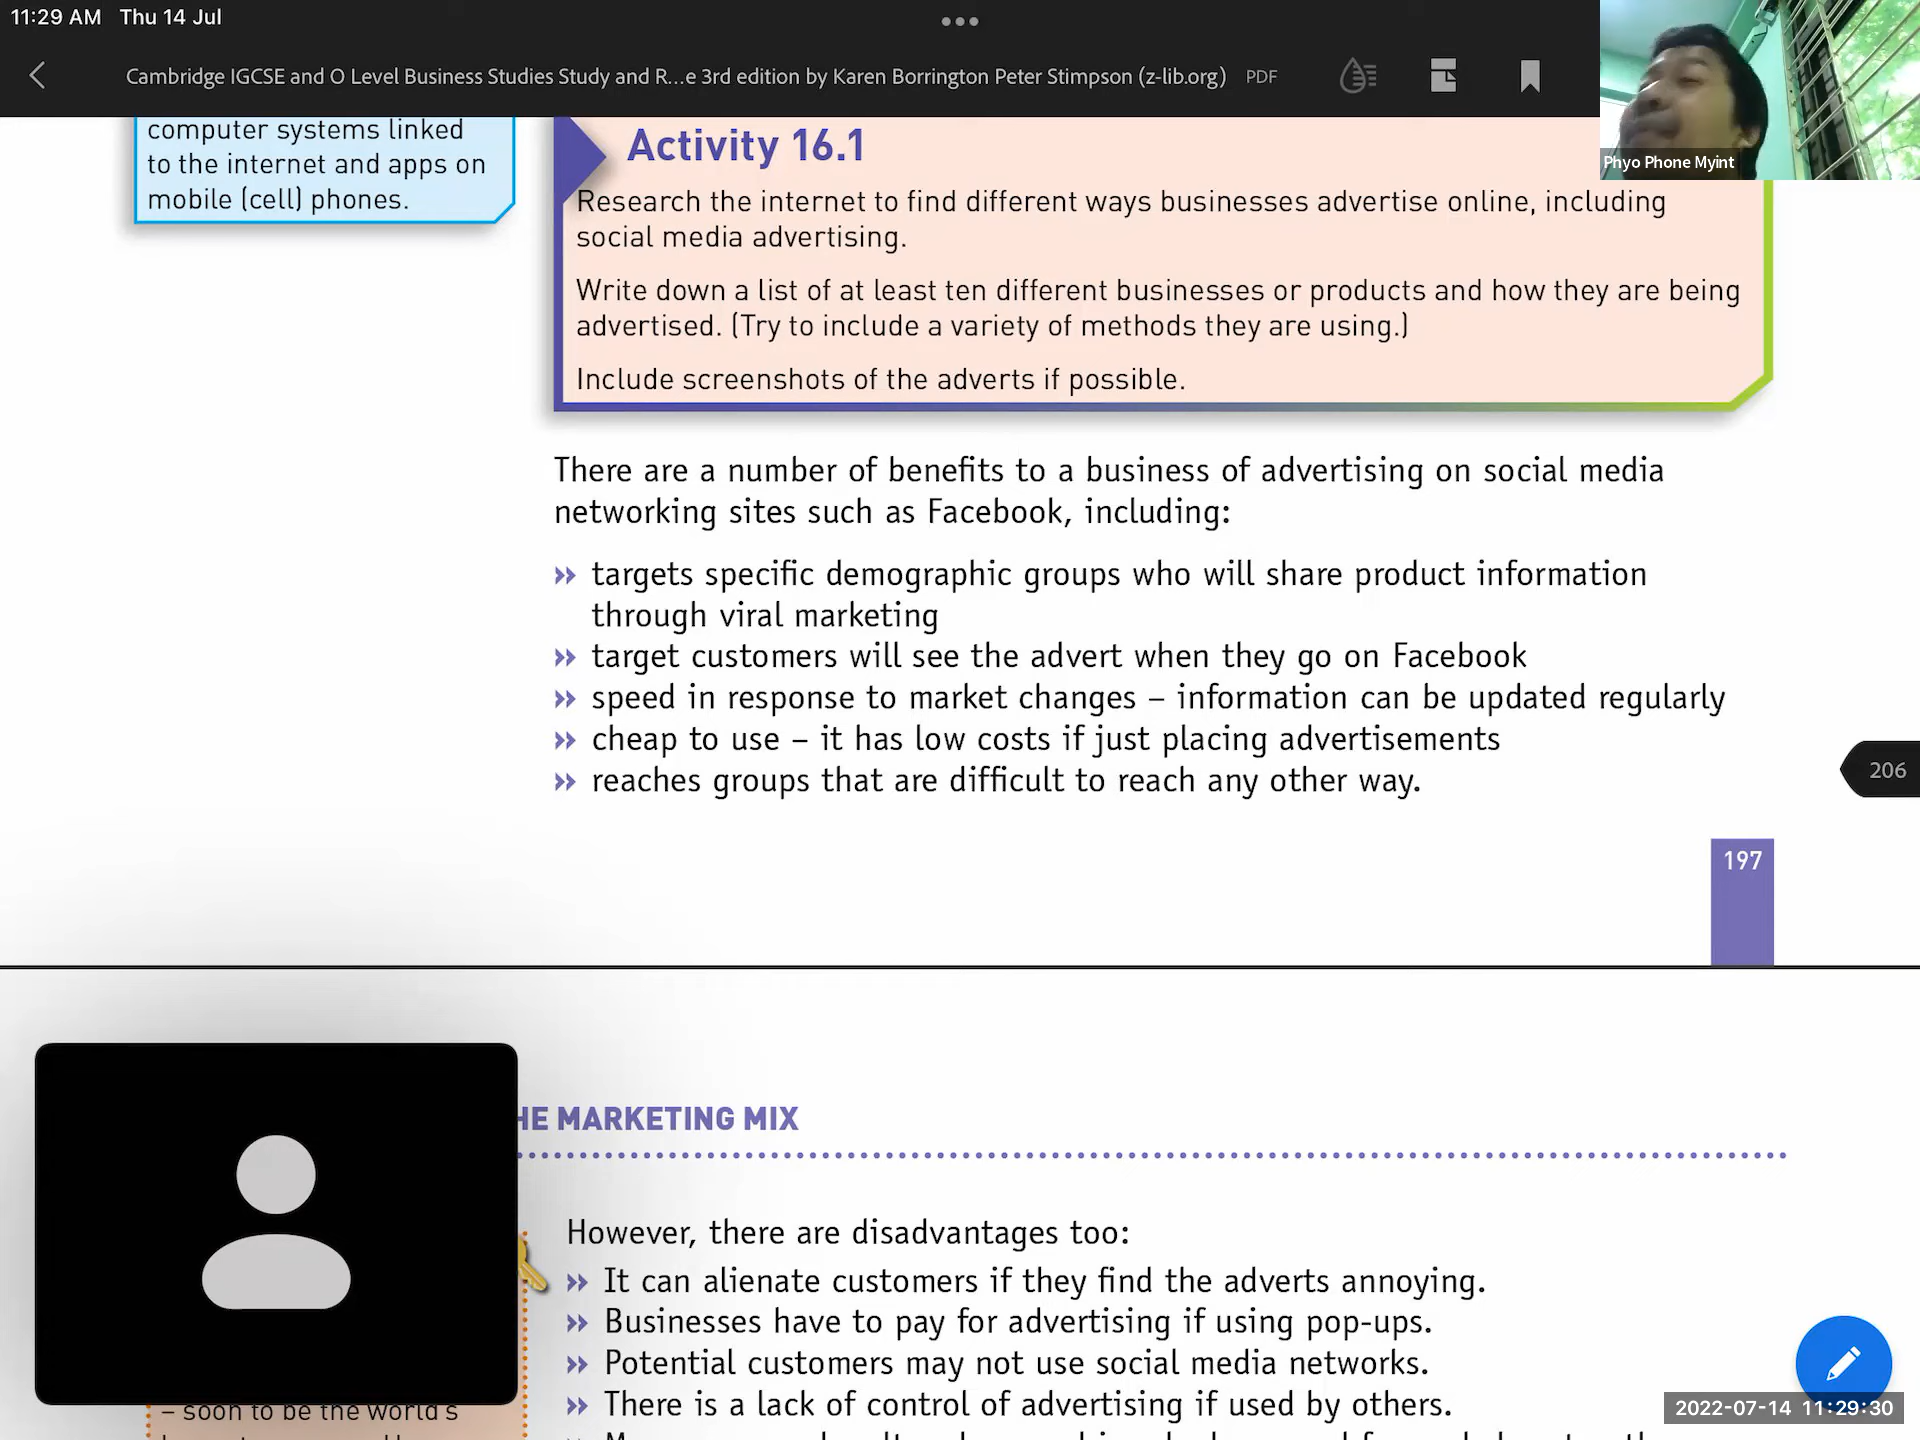 11:29 AM Thu 14 Jul
Cambridge IGCSE and O Level Business Studies Study and R...e 3rd edition by Karen Borrington Peter Stimpson (z-lib.org) PDF
Phyo Phone Myint
computer systems linked
to the internet and apps on
mobile (cell) phones.
Activity 16.1
Research the internet to find different ways businesses advertise online, including
social media advertising.
Write down a list of at least ten different businesses or products and how they are being
advertised. (Try to include a variety of methods they are using.)
Include screenshots of the adverts if possible.
There are a number of benefits to a business of advertising on social media
networking sites such as Facebook, including:
» targets specific demographic groups who will share product information
through viral marketing
» target customers will see the advert when they go on Facebook
» speed in response to market changes – information can be updated regularly
» cheap to use – it has low costs if just placing advertisements
» reaches groups that are difficult to reach any other way.
206
197
HE MARKETING MIX
However, there are disadvantages too:
» It can alienate customers if they find the adverts annoying.
» Businesses have to pay for advertising if using pop-ups.
» Potential customers may not use social media networks.
» There is a lack of control of advertising if used by others.
– soon to be the world's
2022-07-14 11:29:30